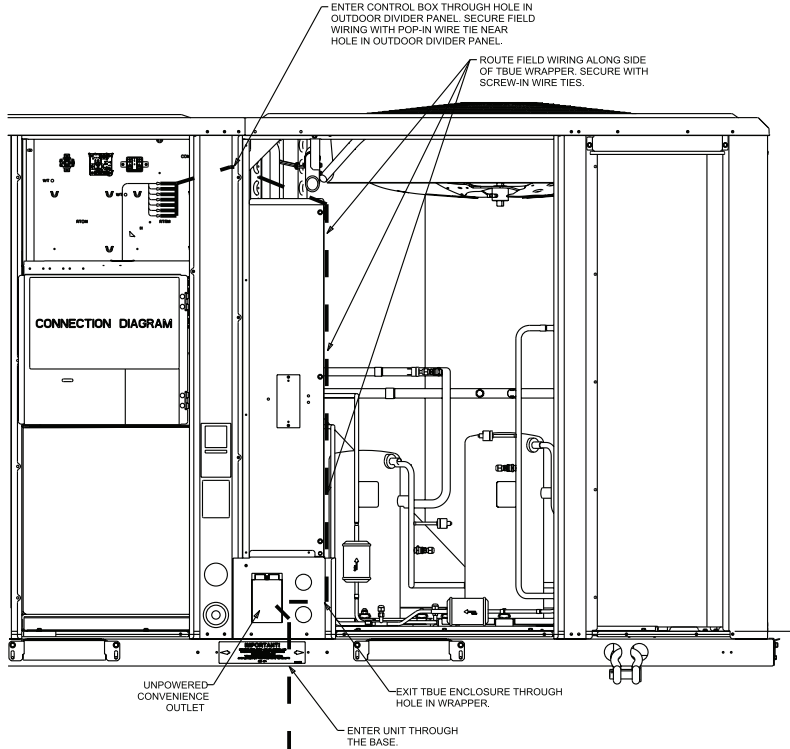 ENTER CONTROL BOX THROUGH HOLE IN
OUTDOOR DIVIDER PANEL. SECURE FIELD
WIRING WITH POP-IN WIRE TIE NEAR
HOLE IN OUTDOOR DIVIDER PANEL.
ROUTE FIELD WIRING ALONG SIDE
OF TBUE WRAPPER. SECURE WITH
SCREW-IN WIRE TIES.
CONNECTION DIAGRAM
IMPORTANT!
UNPOWERED
CONVENIENCE
OUTLET
EXIT TBUE ENCLOSURE THROUGH
HOLE IN WRAPPER.
ENTER UNIT THROUGH
THE BASE.